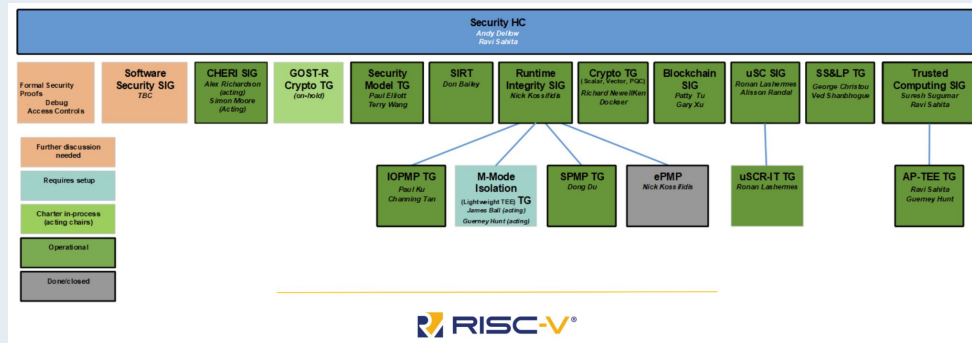 Security HC
Andy Dellow
Ravi Sahita
Formal Security
Proofs
Debug
Access Controls
Software
Security SIG
TBC
CHERI SIG
Alex Richardson
(acting)
Simon Moore
(Acting)
GOST-R
Crypto TG
(on-hold)
Security
Model TG
Paul Elliott
Terry Wang
SIRT
Don Bailey
Runtime
Integrity SIG
Nick Kossifidis
Crypto TG
(Scalar, Vector, PQC)
Richard NewellKen
Dockser
Blockchain
SIG
Patty Tu
Gary Xu
uSC SIG
Ronan Lashermes
Alisson Randal
SS&LP TG
George Christou
Ved Shanbhogue
Trusted
Computing SIG
Suresh Sugumar
Ravi Sahita
Further discussion
needed
Requires setup
Charter in-process
(acting chairs)
Operational
Done/closed
IOPMP TG
Paul Ku
Channing Tan
M-Mode
Isolation
(Lightweight TEE) TG
James Ball (acting)
Guerney Hunt (acting)
SPMP TG
Dong Du
ePMP
Nick Kossifidis
uSCR-IT TG
Ronan Lashermes
AP-TEE TG
Ravi Sahita
Guerney Hunt
RISC-V®